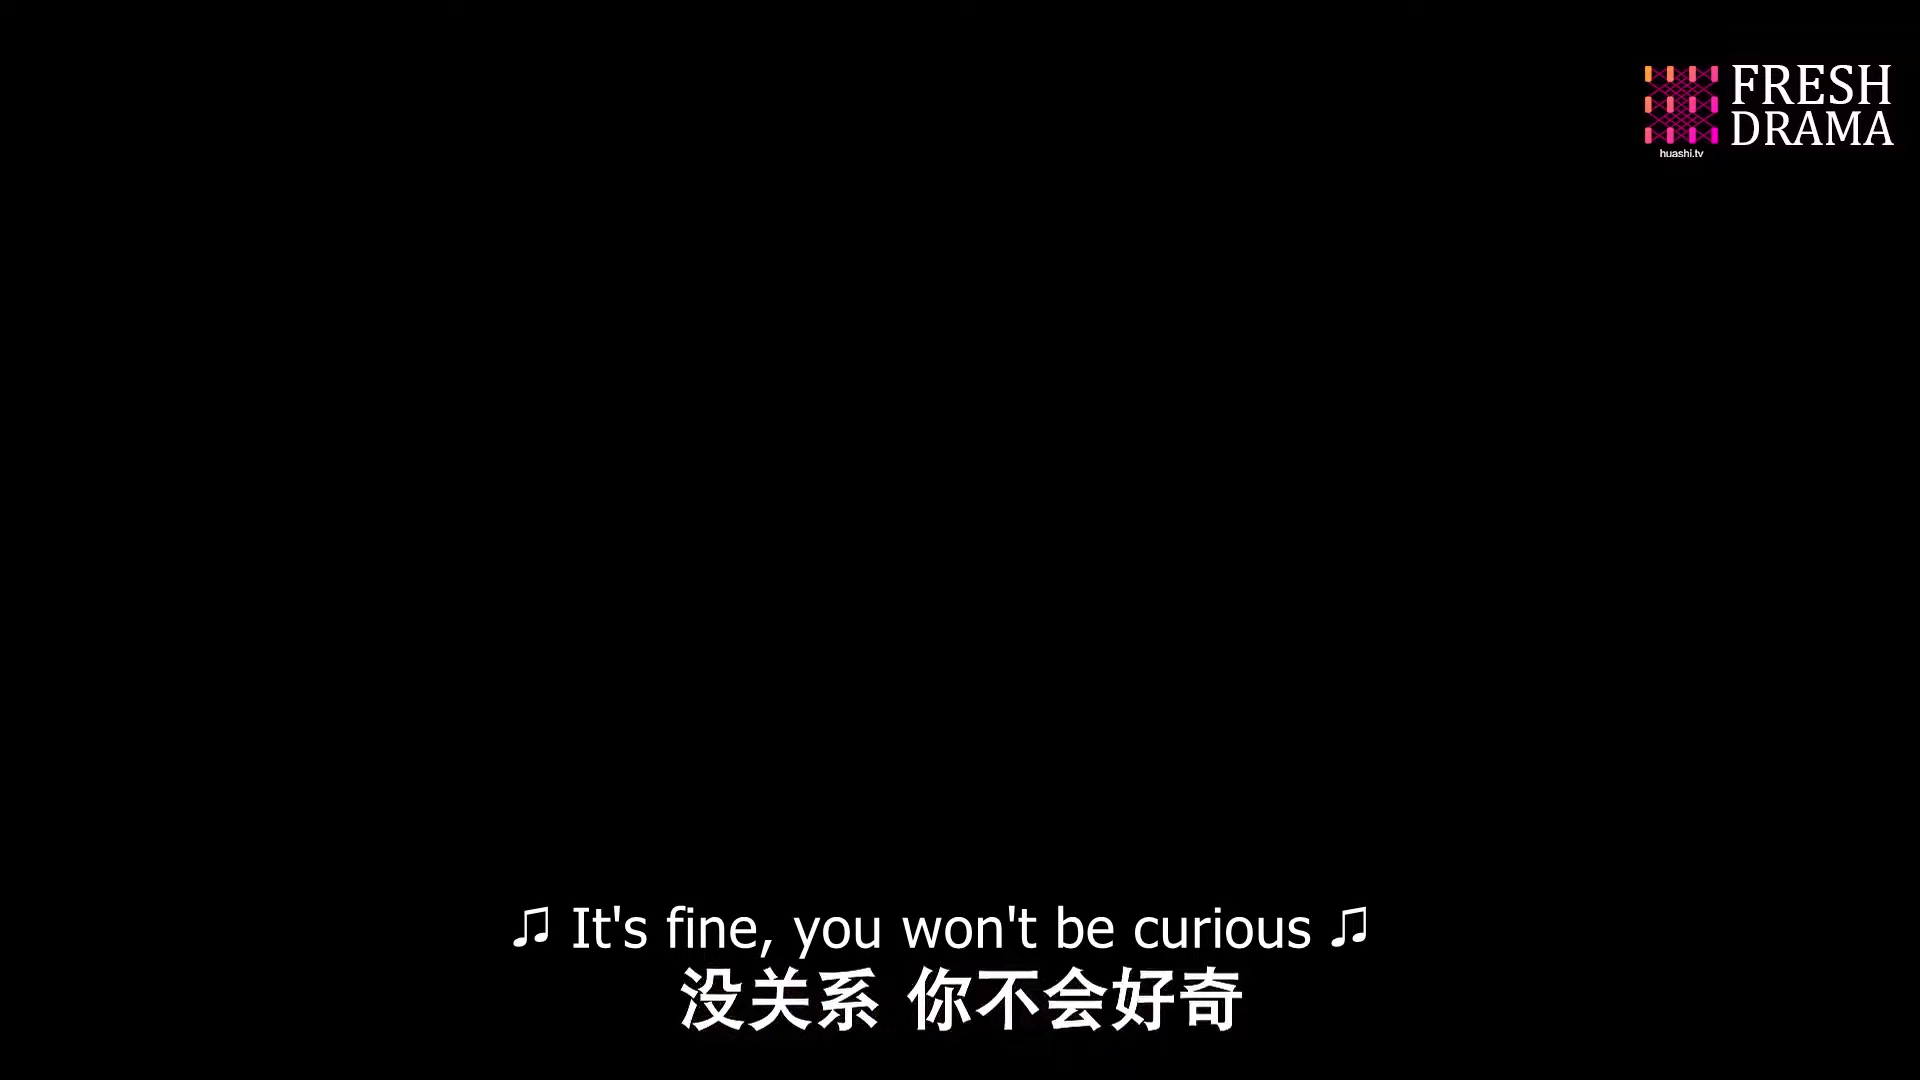 FRESH
DRAMA
huashi.tv
♫ It's fine, you won't be curious ♫
没关系 你不会好奇